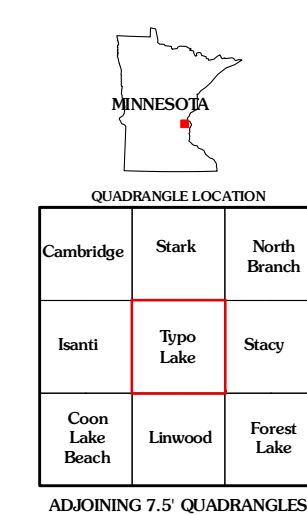 MINNESOTA
QUADRANGLE LOCATION
Cambridge
Stark
North
Branch
Isanti
Typo
Lake
Stacy
Coon
Lake
Beach
Linwood
Forest
Lake
ADJOINING 7.5' QUADRANGLES